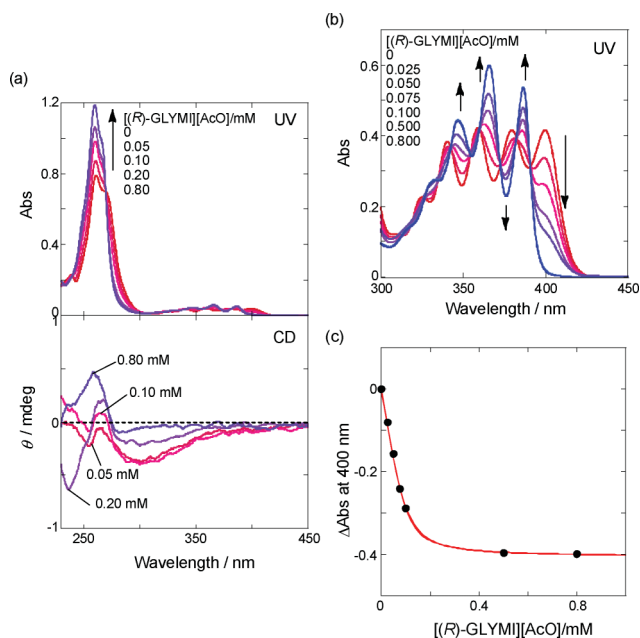 (a)
[(R)-GLYMI][AcO]/mM
0
0.05
0.10
0.20
0.80
UV
1.2
0.8
0.4
0
Abs
CD
1
0
-1
θ / mdeg
0.80 mM
0.10 mM
0.05 mM
0.20 mM
250
350
450
Wavelength / nm
(b)
[(R)-GLYMI][AcO]/mM
0
0.025
0.050
-0.075
0.100
0.500
0.800
UV
0.6
0.4
0.2
0
Abs
300
350
400
450
Wavelength / nm
(c)
0
-0.2
-0.4
ΔAbs at 400 nm
0
0.4
0.8
[(R)-GLYMI][AcO]/mM